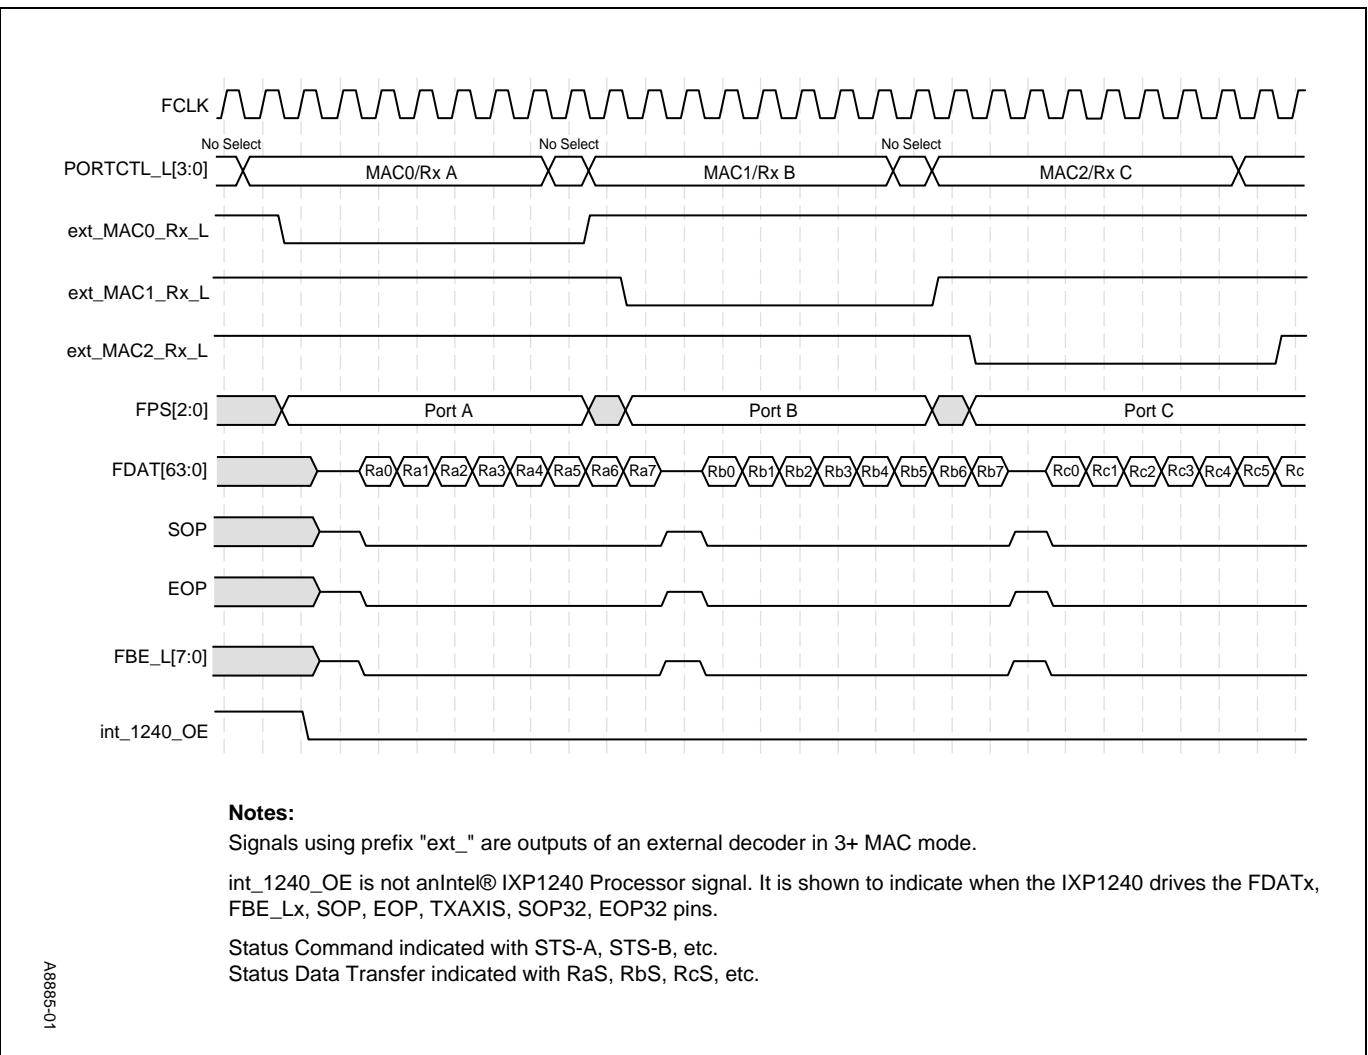 FCLK
No Select No Select No Select
PORTCTL_L[3:0] MAC0/Rx A MAC1/Rx B MAC2/Rx C
ext_MAC0_Rx_L
ext_MAC1_Rx_L
ext_MAC2_Rx_L
FPS[2:0] Port A Port B Port C
FDAT[63:0] Ra0 Ra1 Ra2 Ra3 Ra4 Ra5 Ra6 Ra7 Rb0 Rb1 Rb2 Rb3 Rb4 Rb5 Rb6 Rb7 Rc0 Rc1 Rc2 Rc3 Rc4 Rc5 Rc
SOP
EOP
FBE_L[7:0]
int_1240_OE
Notes:
Signals using prefix "ext_" are outputs of an external decoder in 3+ MAC mode.
int_1240_OE is not anIntel® IXP1240 Processor signal. It is shown to indicate when the IXP1240 drives the FDATx,
FBE_Lx, SOP, EOP, TXAXIS, SOP32, EOP32 pins.
Status Command indicated with STS-A, STS-B, etc.
Status Data Transfer indicated with RaS, RbS, RcS, etc.
A8885-01